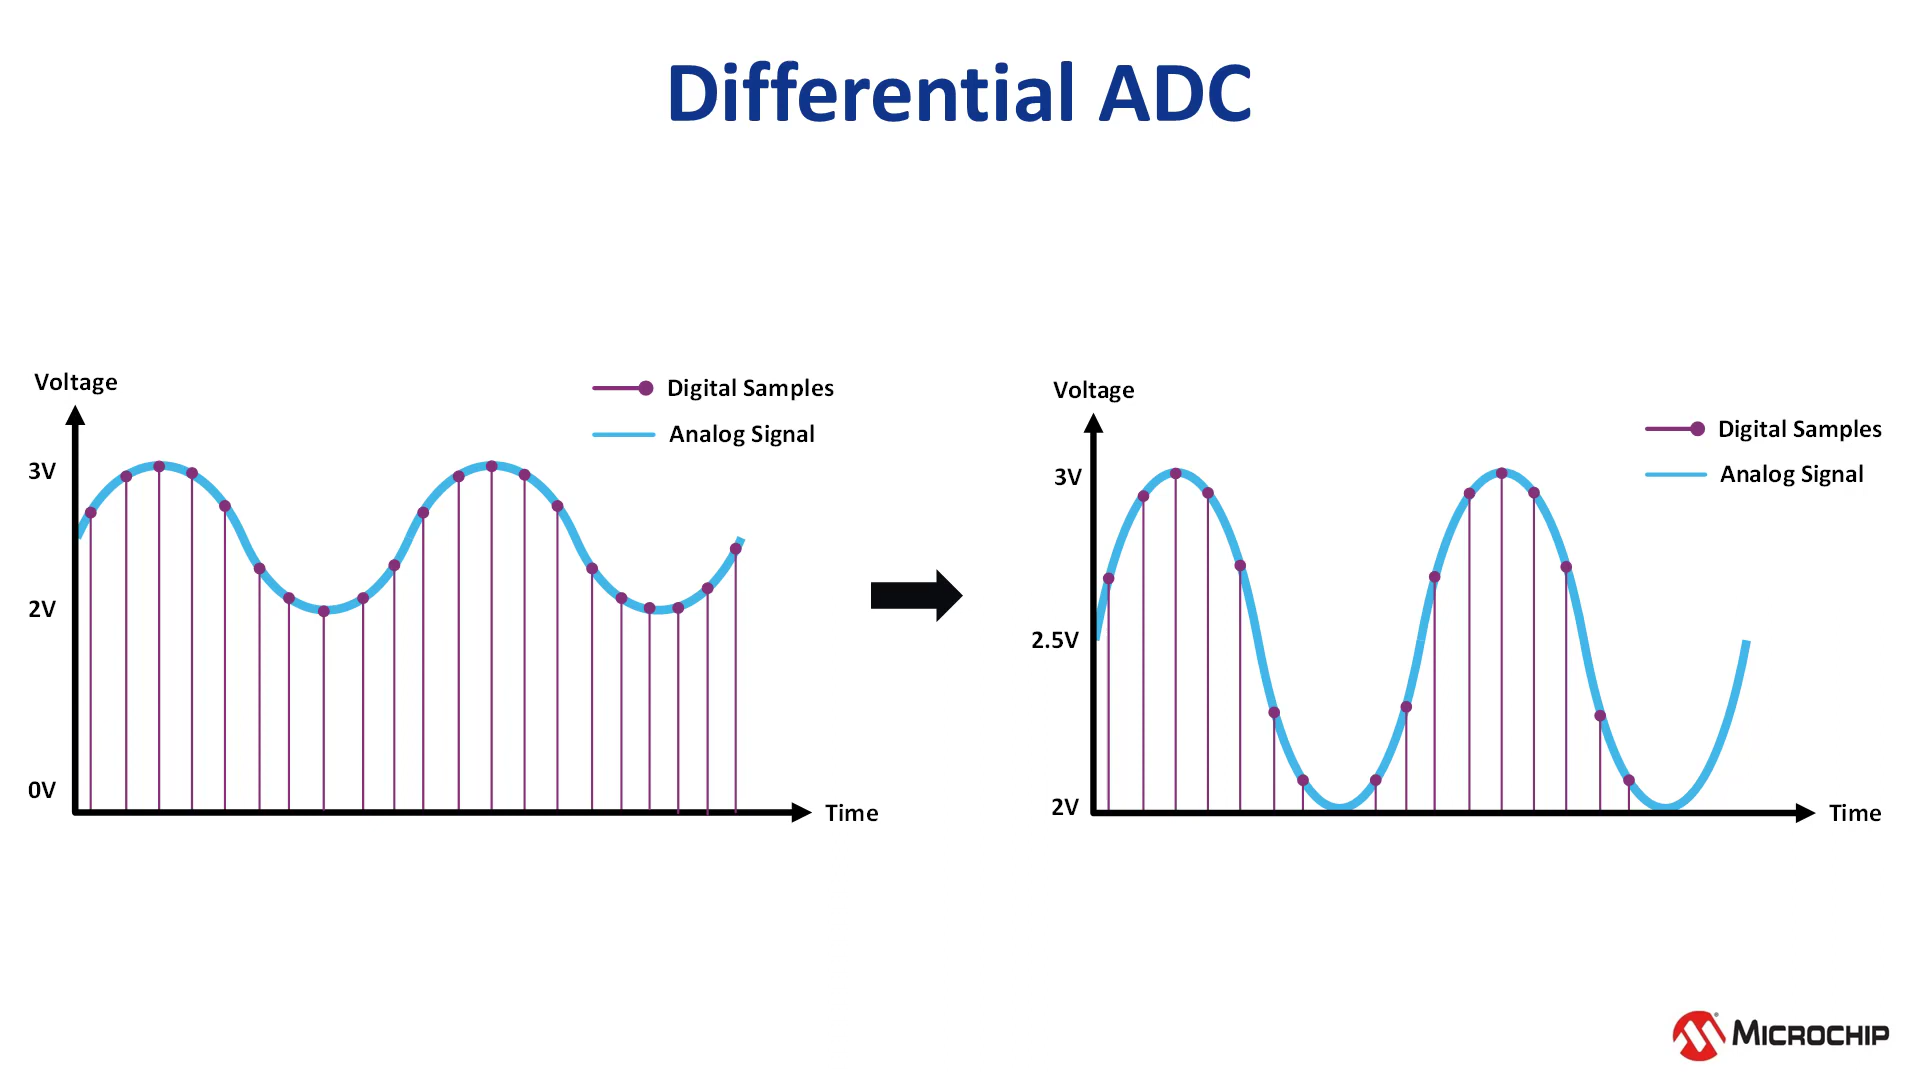 Differential ADC
Voltage
Digital Samples
Analog Signal
3V
2V
0V
Time
Voltage
Digital Samples
Analog Signal
3V
2.5V
2V
Time
MICROCHIP